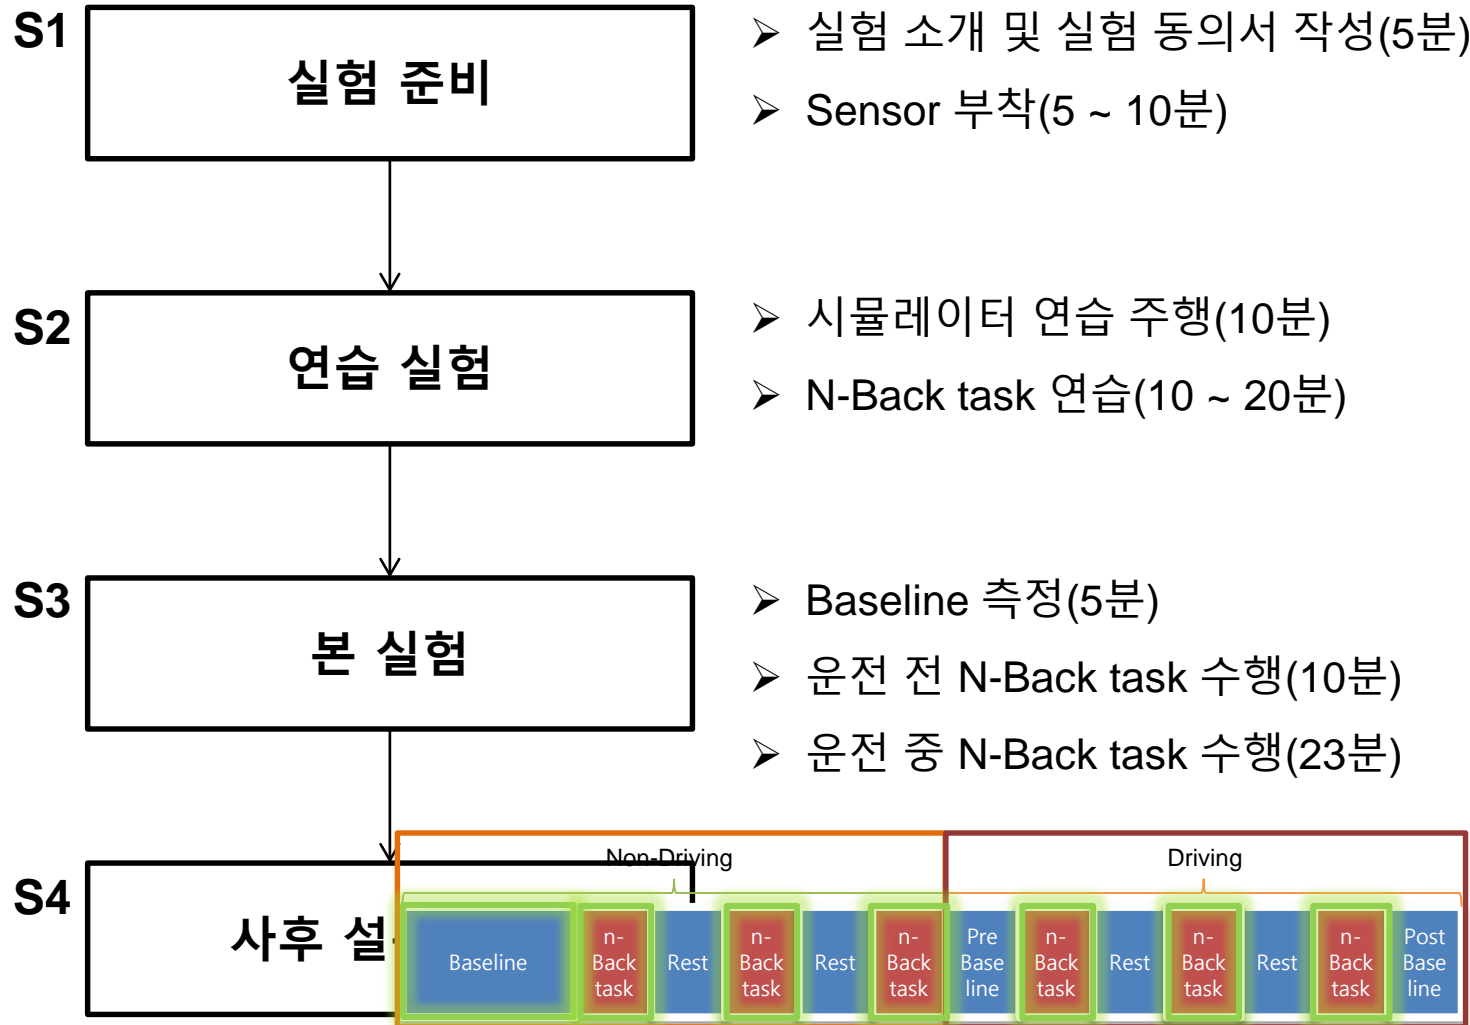 S1
실험 준비
➢ 실험 소개 및 실험 동의서 작성(5분)
➢ Sensor 부착(5 ~ 10분)
S2
연습 실험
➢ 시뮬레이터 연습 주행(10분)
➢ N-Back task 연습(10 ~ 20분)
S3
본 실험
➢ Baseline 측정(5분)
➢ 운전 전 N-Back task 수행(10분)
➢ 운전 중 N-Back task 수행(23분)
S4
사후
Non-Driving
Driving
Baseline
n-
Back
task
Rest
n-
Back
task
Rest
n-
Back
task
Pre
Base
line
n-
Back
task
Rest
n-
Back
task
Rest
n-
Back
task
Post
Base
line